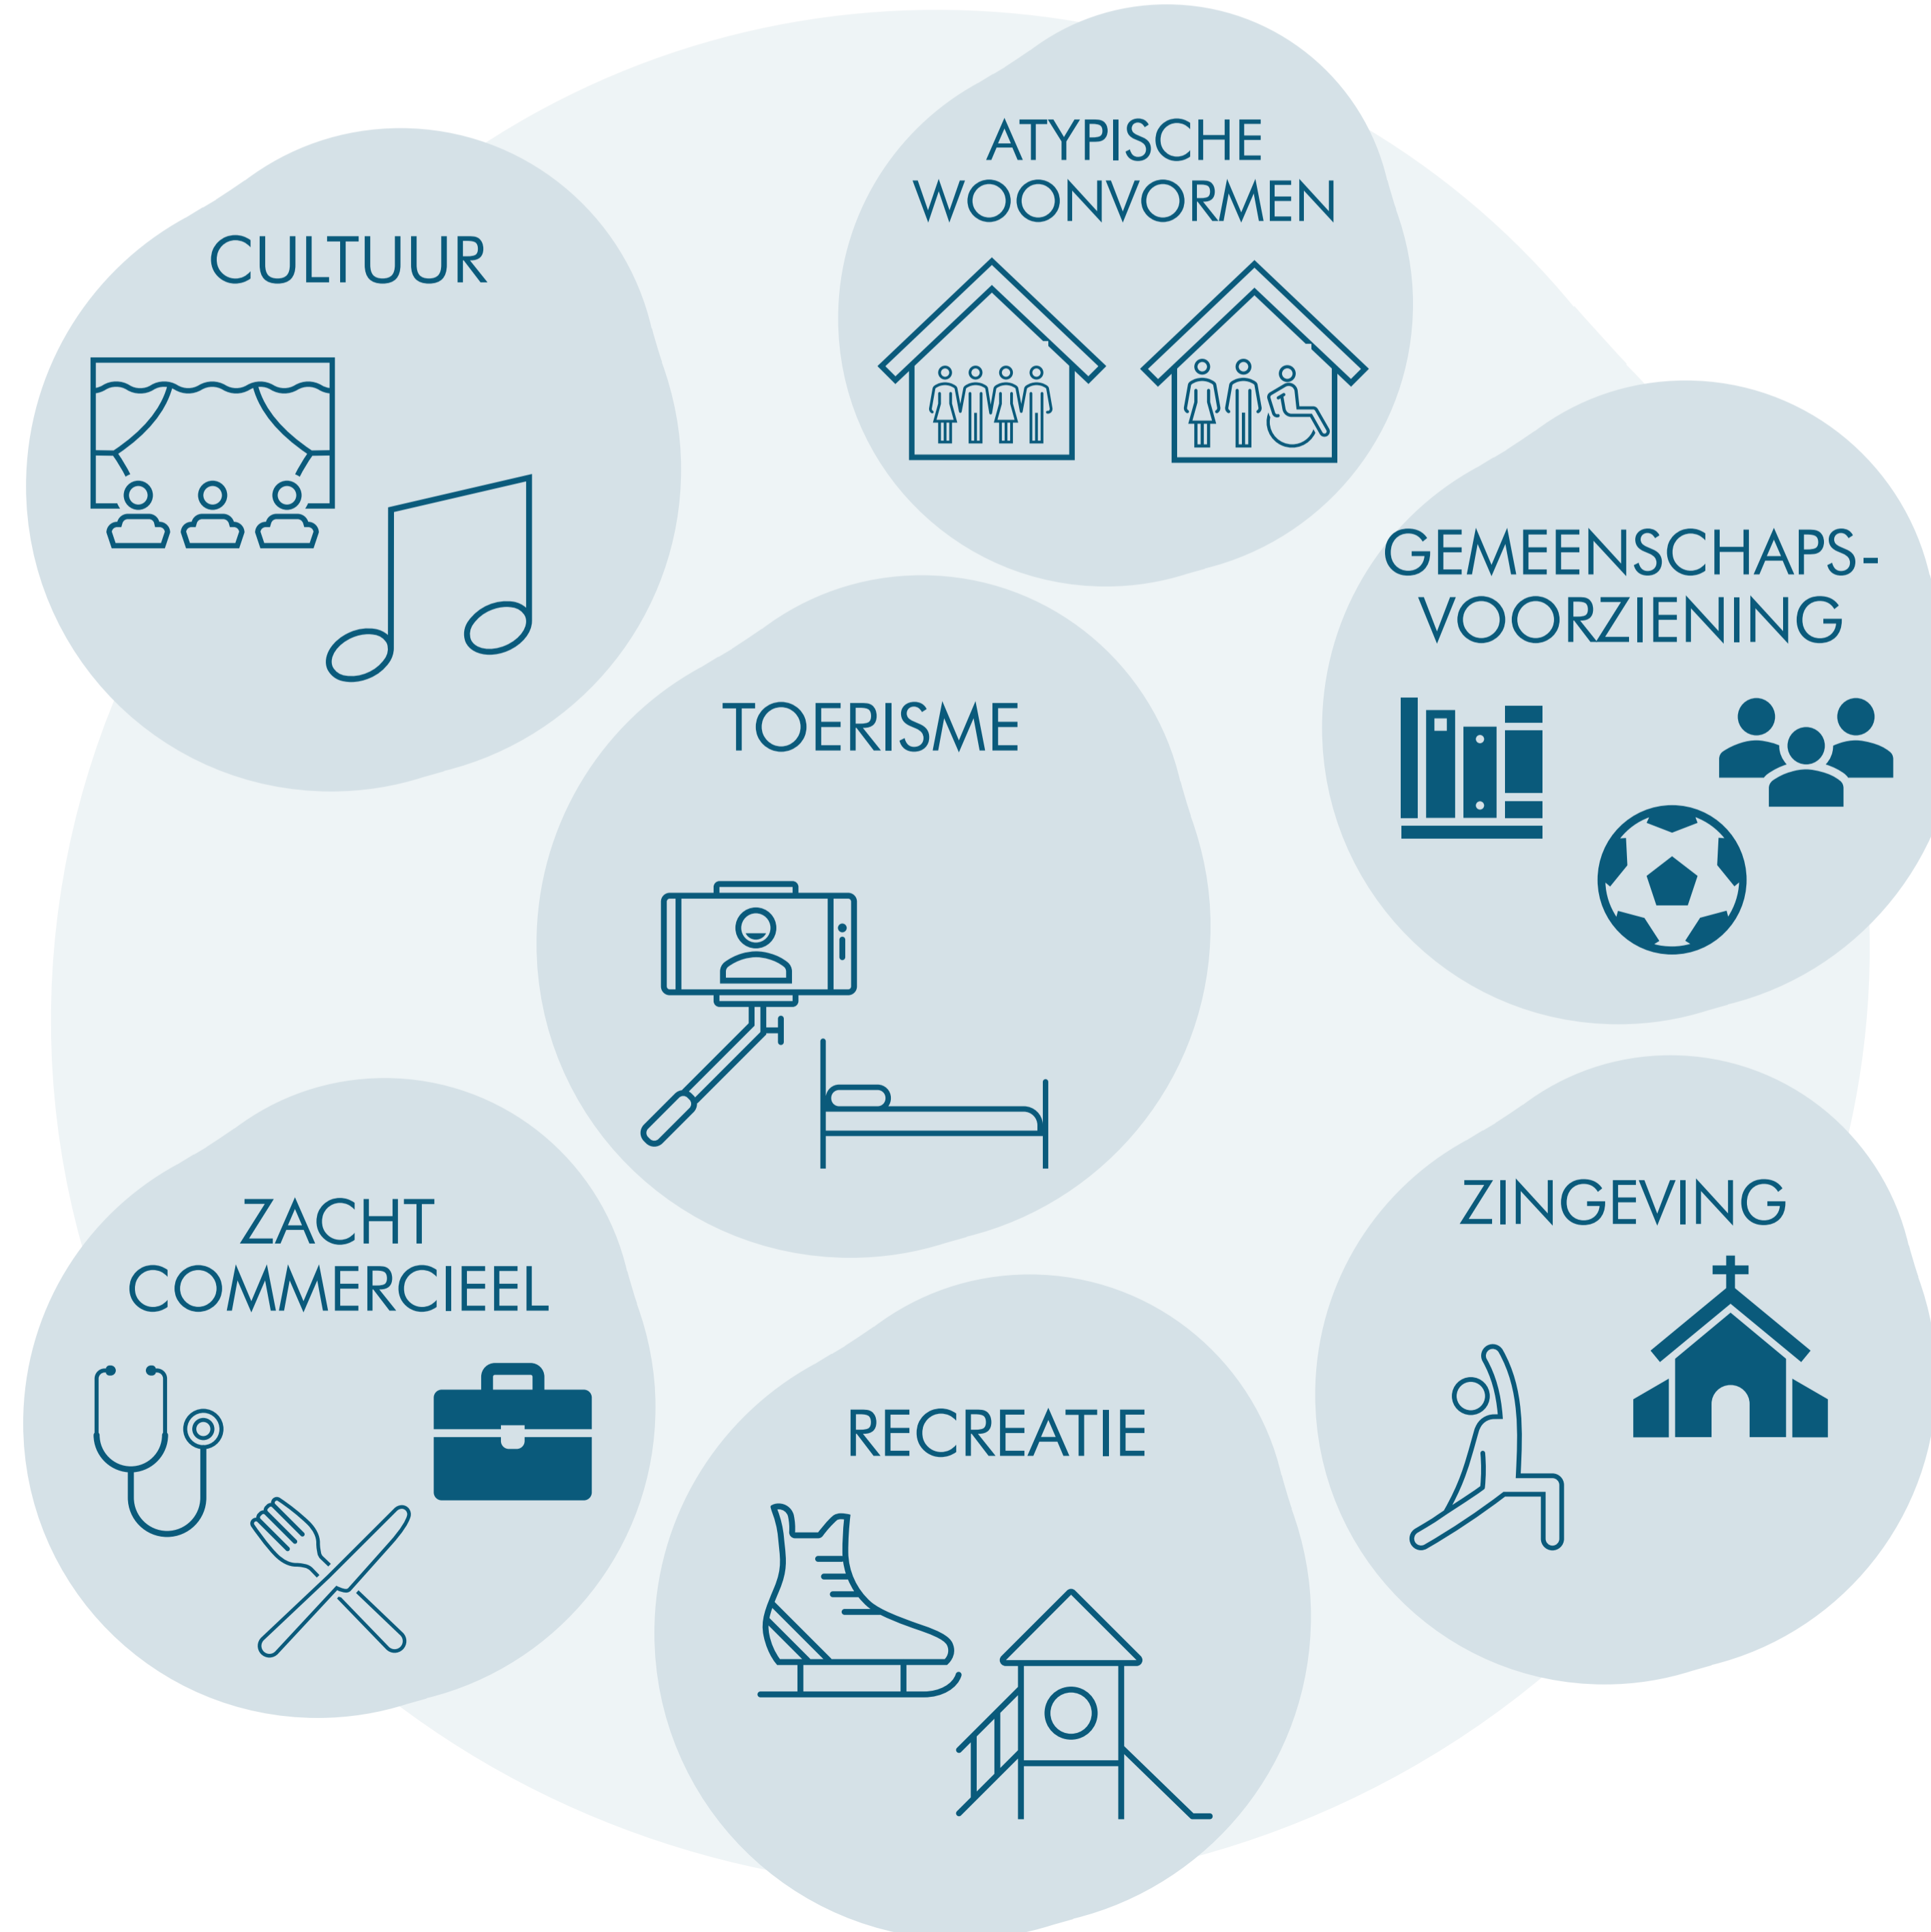 ATYPISCHE
WOONVORMEN
CULTUUR
GEMEENSCHAPS-
VOORZIENING
TOERISME
ZACHT
COMMERCIEEL
ZINGEVING
RECREATIE